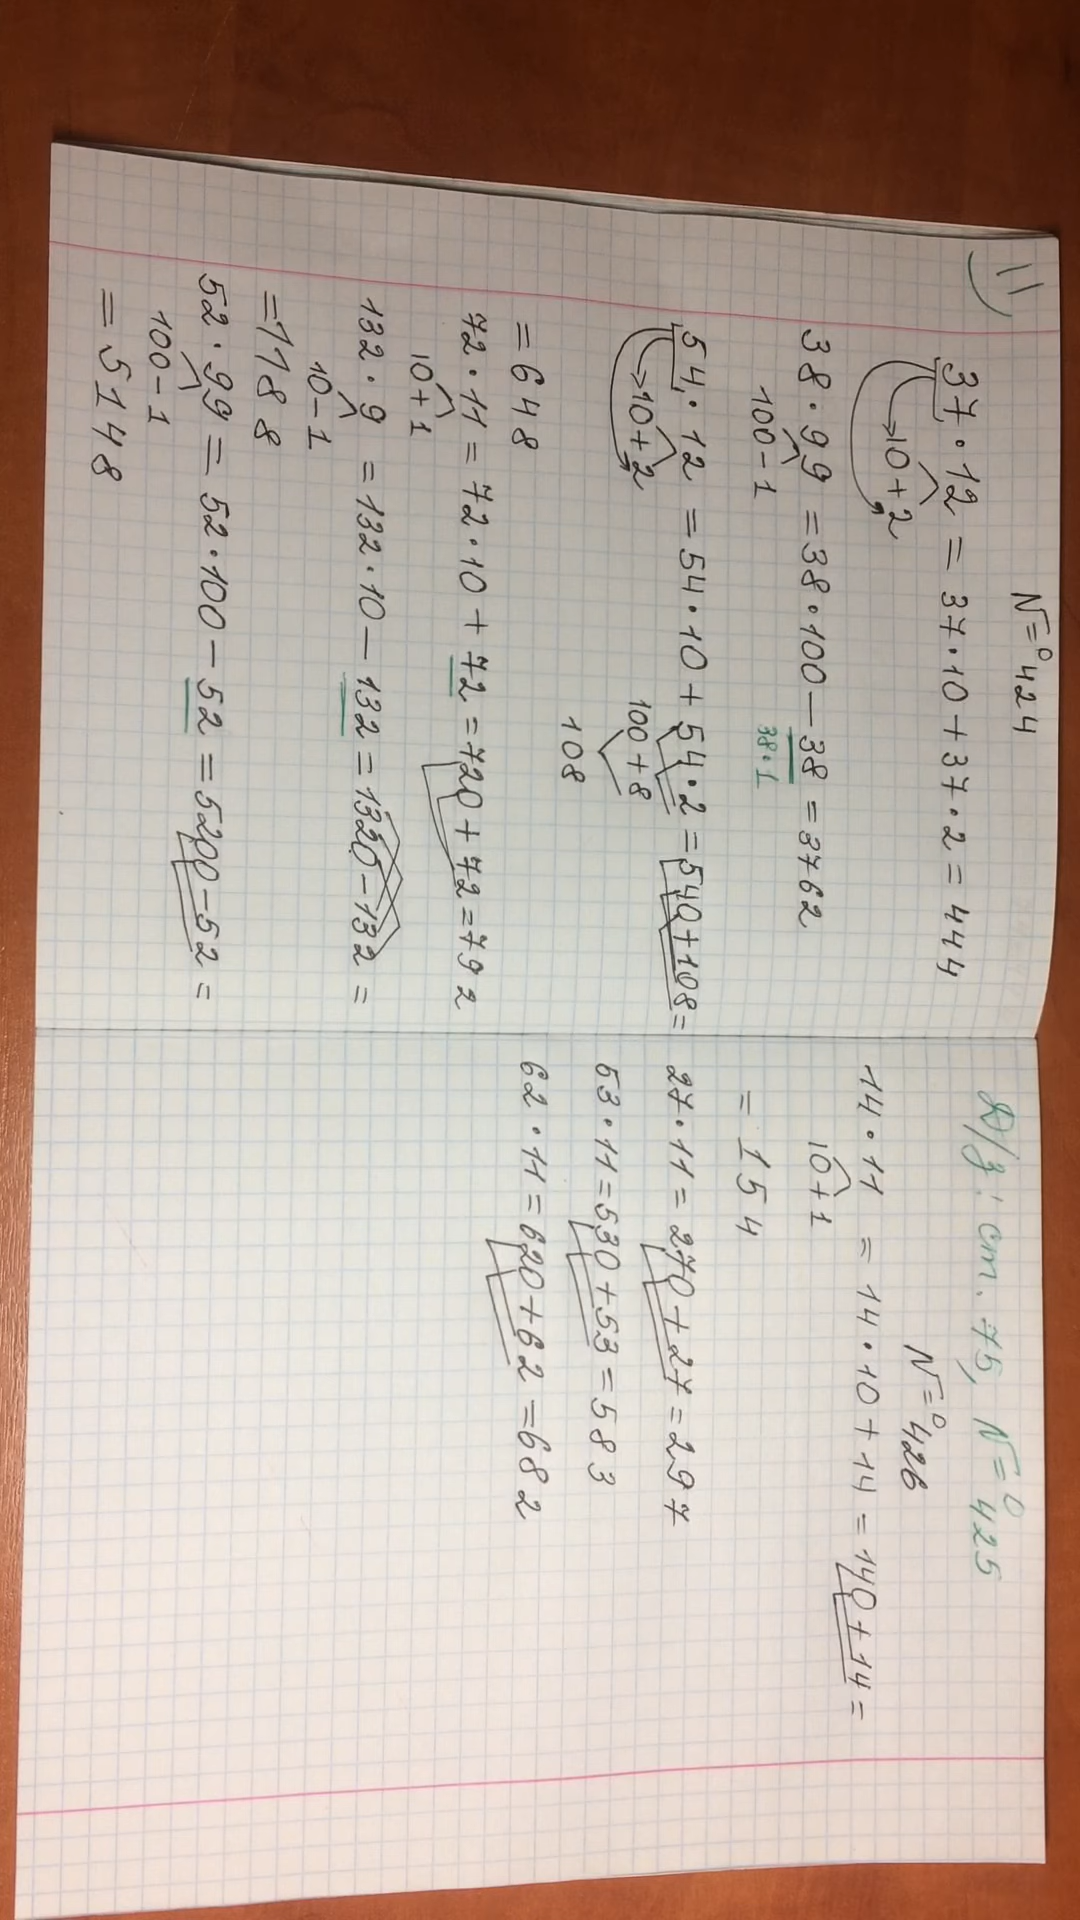 11)
№ 424
37 · 12 = 37 · 10 + 37 · 2 = 444
10 + 2
38 · 99 = 38 · 100 - 38 = 3762
100 - 1
38 · 1
54 · 12 = 54 · 10 + 54 · 2 = 540 + 108 =
10 + 2
100 + 8
108
= 648
72 · 11 = 72 · 10 + 72 = 720 + 72 = 792
10 + 1
132 · 9 = 132 · 10 - 132 = 1320 - 132 =
10 - 1
= 1188
52 · 99 = 52 · 100 - 52 = 5200 - 52 =
100 - 1
= 5148
Д/з: ст. 75, № 425
№ 426
14 · 11 = 14 · 10 + 14 = 140 + 14 =
10 + 1
= 154
27 · 11 = 270 + 27 = 297
53 · 11 = 530 + 53 = 583
62 · 11 = 620 + 62 = 682